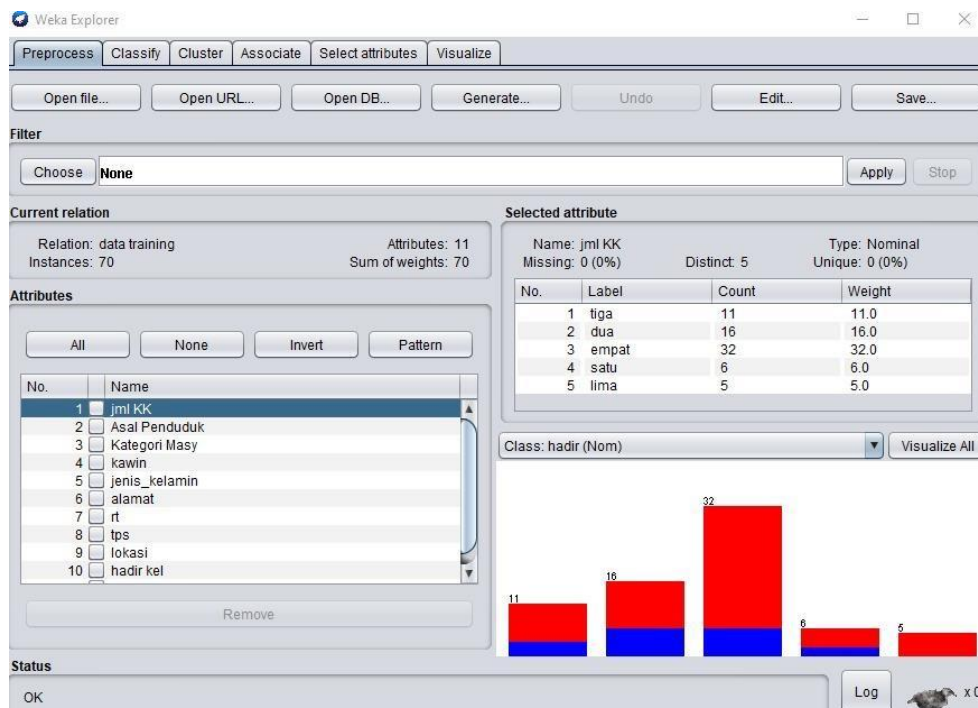 Weka Explorer
Preprocess Classify Cluster Associate Select attributes Visualize
Open file... Open URL... Open DB... Generate... Undo Edit... Save...
Filter
Choose None Apply Stop
Current relation
Relation: data training Attributes: 11
Instances: 70 Sum of weights: 70
Attributes
All None Invert Pattern
No. Name
1 jml KK
2 Asal Penduduk
3 Kategori Masy
4 kawin
5 jenis_kelamin
6 alamat
7 rt
8 tps
9 lokasi
10 hadir kel
Remove
Selected attribute
Name: jml KK Type: Nominal
Missing: 0 (0%) Distinct: 5 Unique: 0 (0%)
No. Label Count Weight
1 tiga 11 11.0
2 dua 16 16.0
3 empat 32 32.0
4 satu 6 6.0
5 lima 5 5.0
Class: hadir (Nom) Visualize All
11 16 32 6 5
Status
OK Log x 0